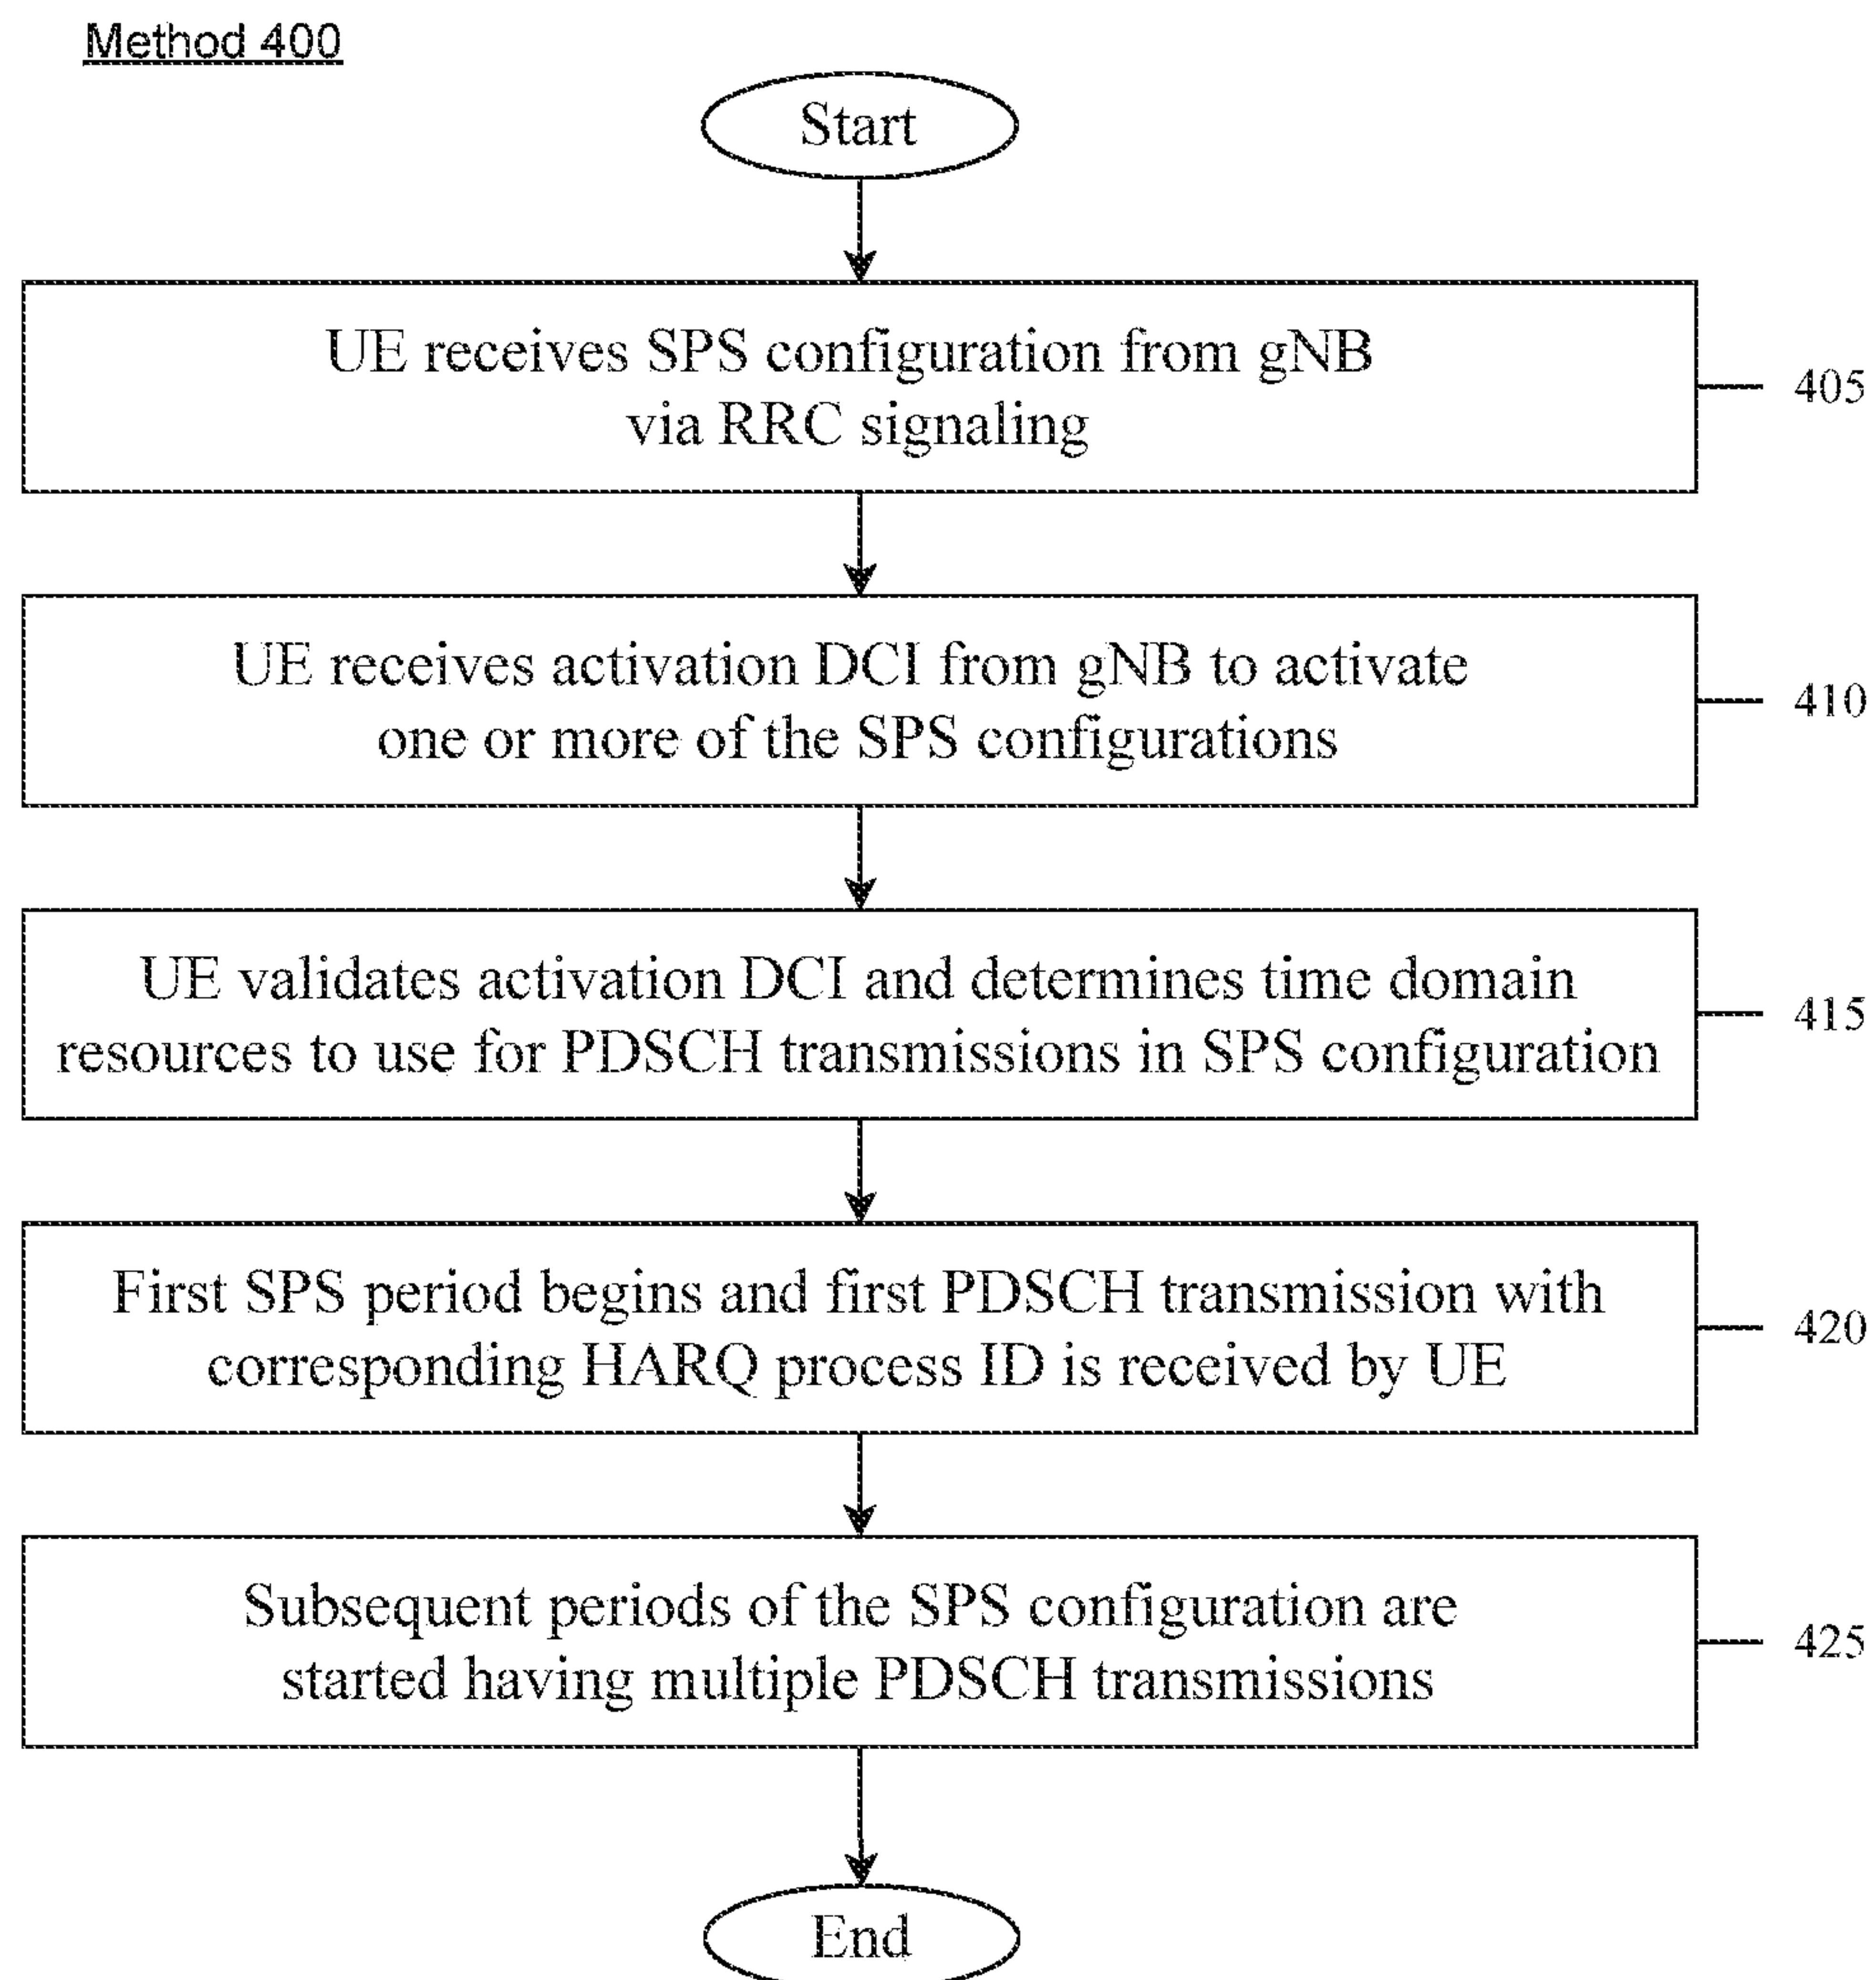 Method 400
Start
UE receives SPS configuration from gNB
via RRC signaling
405
UE receives activation DCI from gNB to activate
one or more of the SPS configurations
410
UE validates activation DCI and determines time domain
resources to use for PDSCH transmissions in SPS configuration
415
First SPS period begins and first PDSCH transmission with
corresponding HARQ process ID is received by UE
420
Subsequent periods of the SPS configuration are
started having multiple PDSCH transmissions
425
End